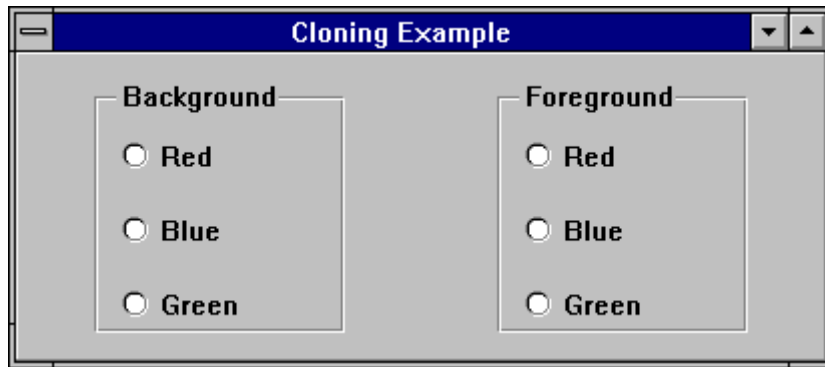 Cloning Example
Background
Red
Blue
Green
Foreground
Red
Blue
Green